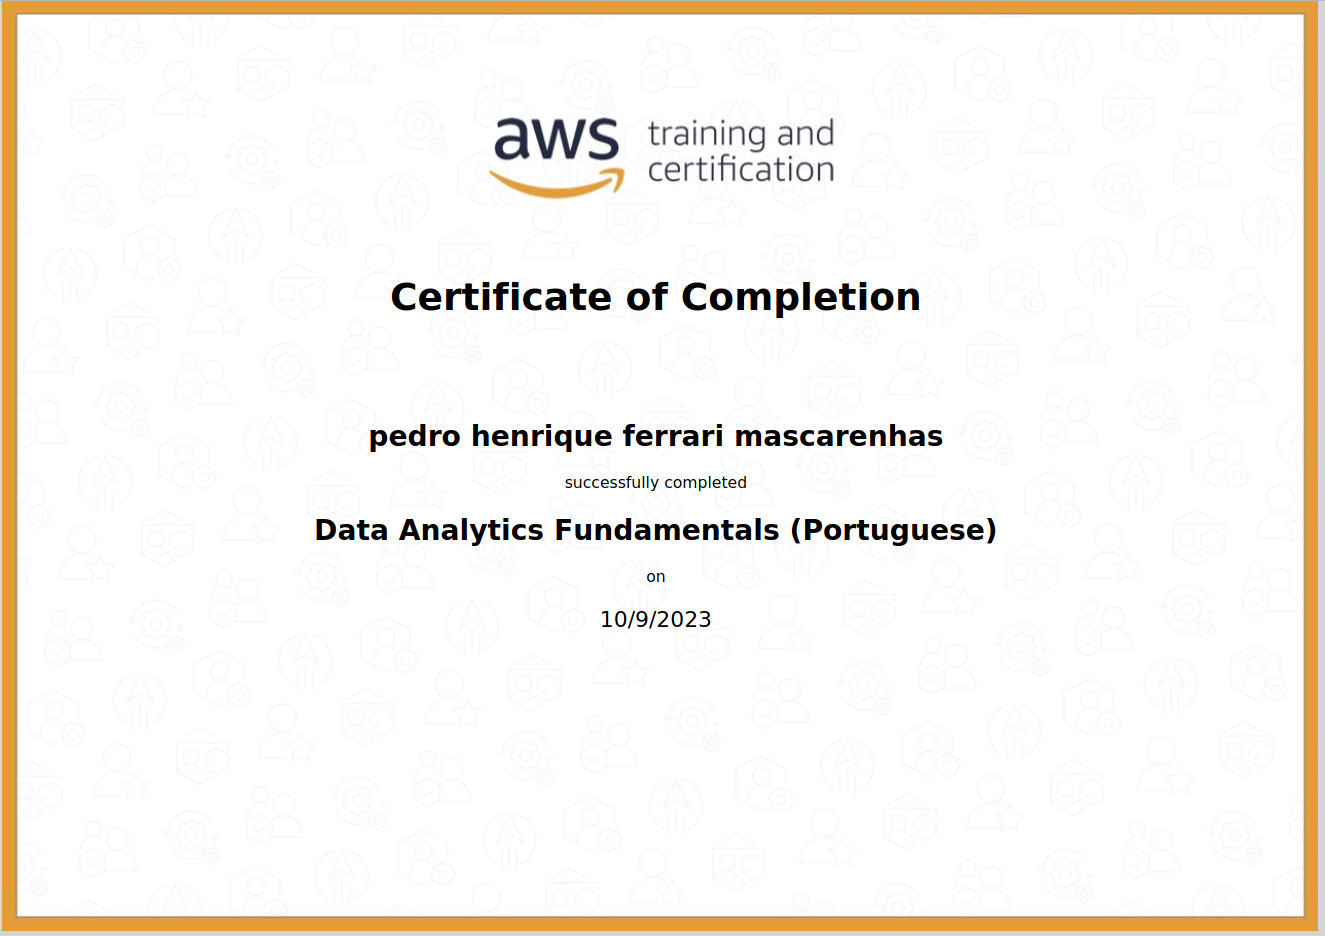 aws training and
certification
Certificate of Completion
pedro henrique ferrari mascarenhas
successfully completed
Data Analytics Fundamentals (Portuguese)
on
10/9/2023